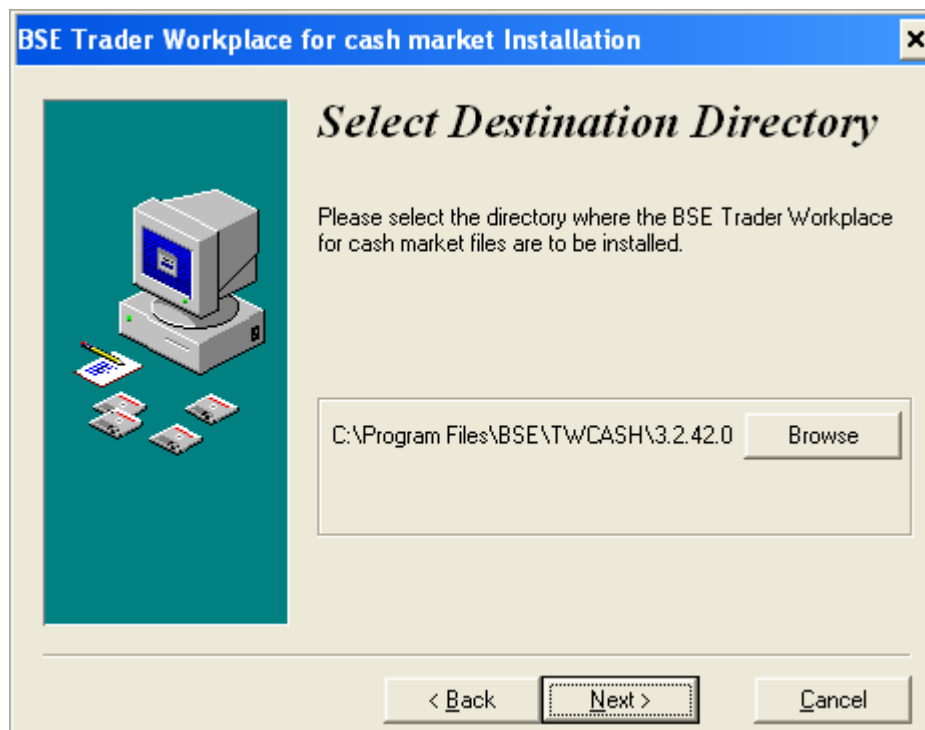 BSE Trader Workplace for cash market Installation
Select Destination Directory
Please select the directory where the BSE Trader Workplace
for cash market files are to be installed.
C:\Program Files\BSE\TWCASH\3.2.42.0
Browse
< Back
Next >
Cancel